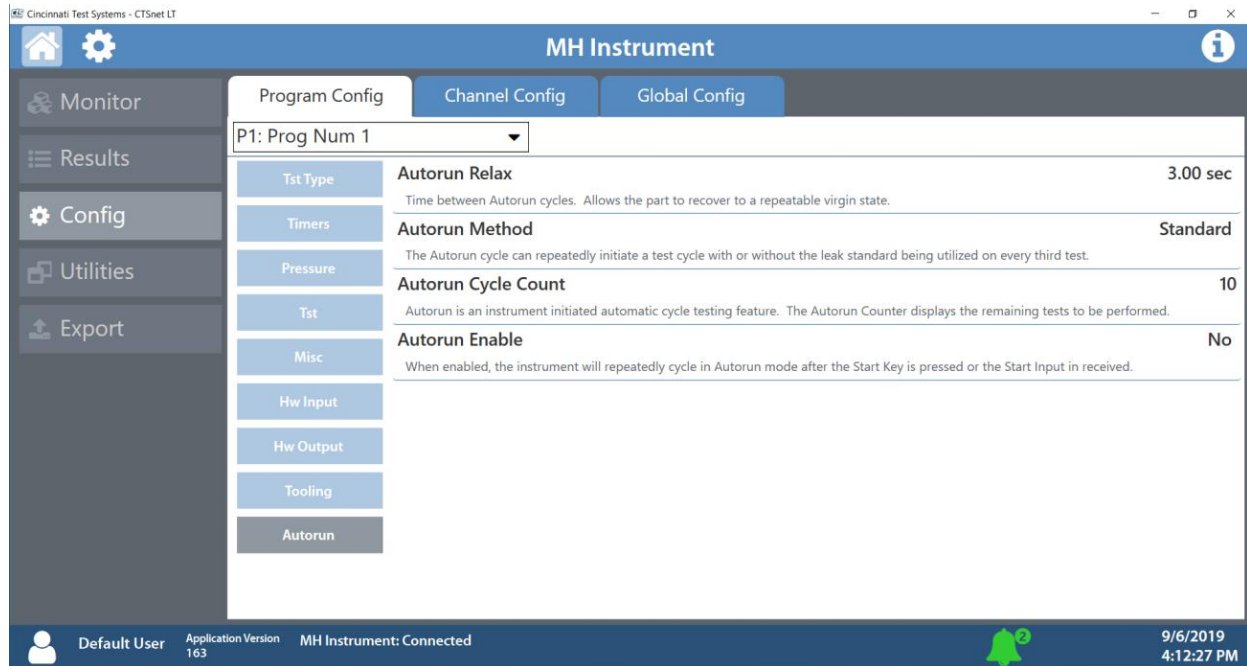 Cincinnati Test Systems - CTSnet LT
MH Instrument
Monitor
Results
Config
Utilities
Export
Program Config
Channel Config
Global Config
P1: Prog Num 1
Tst Type
Timers
Pressure
Tst
Misc
Hw Input
Hw Output
Tooling
Autorun
Autorun Relax 3.00 sec
Time between Autorun cycles. Allows the part to recover to a repeatable virgin state.
Autorun Method Standard
The Autorun cycle can repeatedly initiate a test cycle with or without the leak standard being utilized on every third test.
Autorun Cycle Count 10
Autorun is an instrument initiated automatic cycle testing feature. The Autorun Counter displays the remaining tests to be performed.
Autorun Enable No
When enabled, the instrument will repeatedly cycle in Autorun mode after the Start Key is pressed or the Start Input in received.
Default User
Application Version
163
MH Instrument: Connected
2
9/6/2019
4:12:27 PM